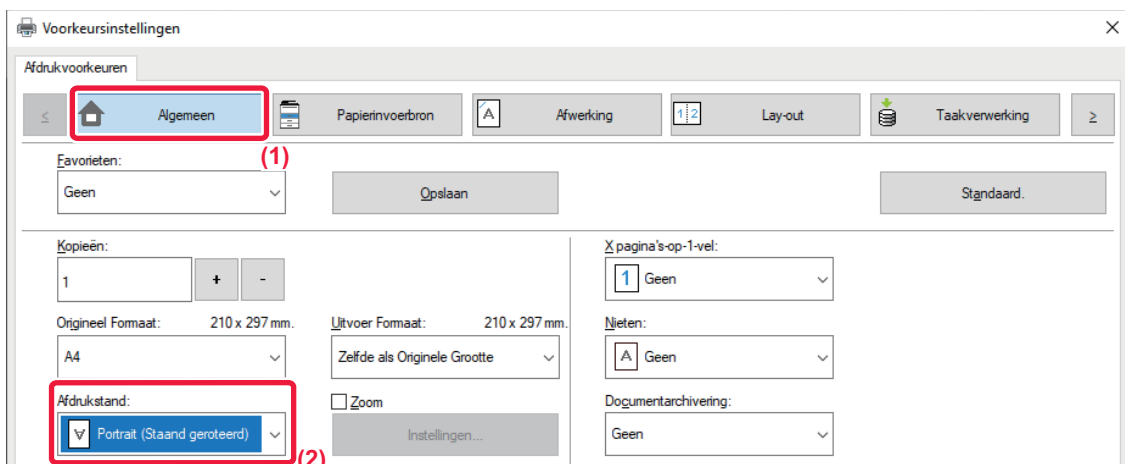 Voorkeursinstellingen
Afdrukvoorkeuren
≤ Algemeen Papierinvoerbron A Afwerking 1 2 Lay-out Taakverwerking ≥
(1)
Favorieten:
Geen Opslaan Standaard.
Kopieën: X pagina's-op-1-vel:
1 + - 1 Geen
Origineel Formaat: 210 x 297 mm. Uitvoer Formaat: 210 x 297 mm. Nieten:
A4 Zelfde als Originele Grootte A Geen
Afdrukstand: Zoom Documentarchivering:
A Portrait (Staand geroteerd) Instellingen... Geen
(2)